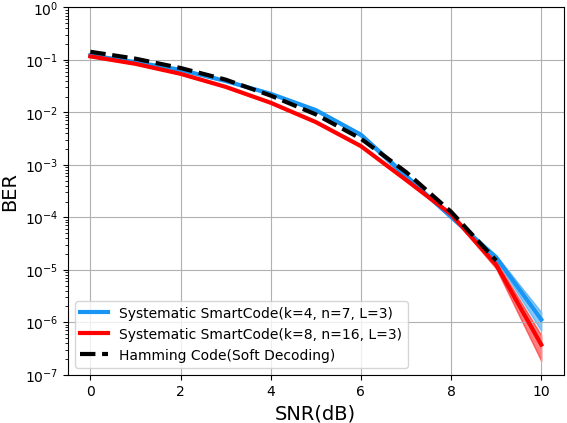 10^0
10^-1
10^-2
10^-3
10^-4
10^-5
10^-6
10^-7
BER
Systematic SmartCode(k=4, n=7, L=3)
Systematic SmartCode(k=8, n=16, L=3)
Hamming Code(Soft Decoding)
0 2 4 6 8 10
SNR(dB)